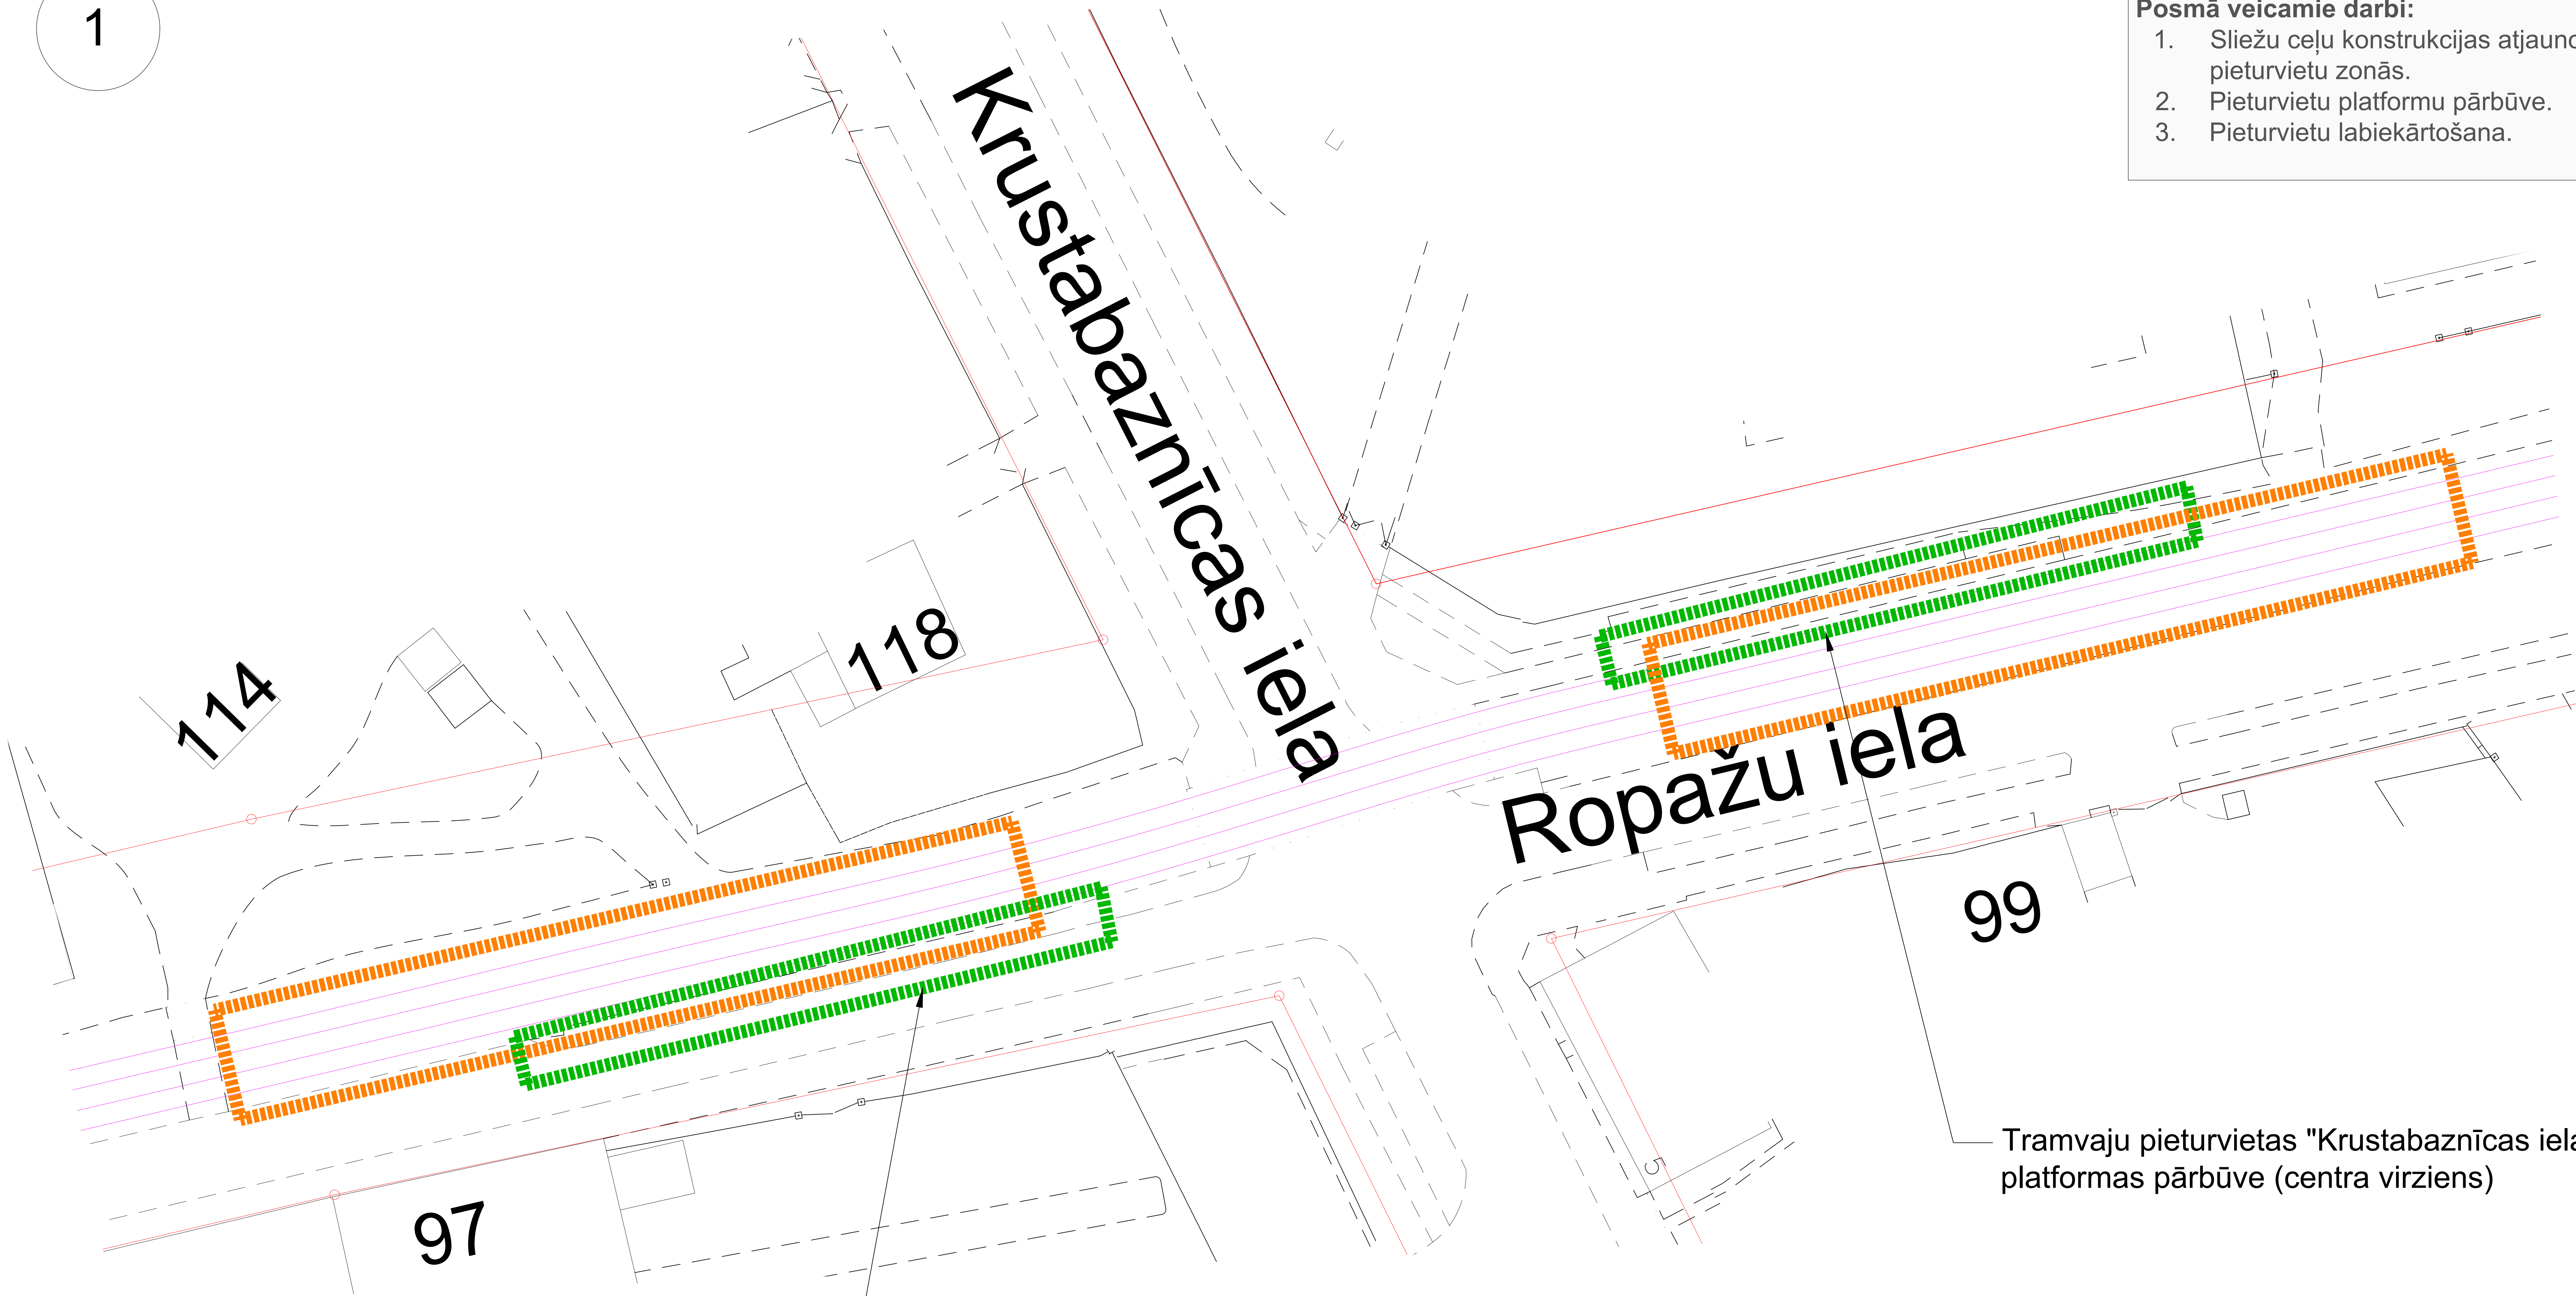 1
Posmā veicamie darbi:
1. Sliežu ceļu konstrukcijas
pieturvietu zonās.
2. Pieturvietu platformu pārbūve.
3. Pieturvietu labiekārtošana.
Krustabaznīcas iela
118
114
Ropažu iela
99
5
Tramvaju pieturvietas "Krustabaznīcas iela
platformas pārbūve (centra virziens)
97